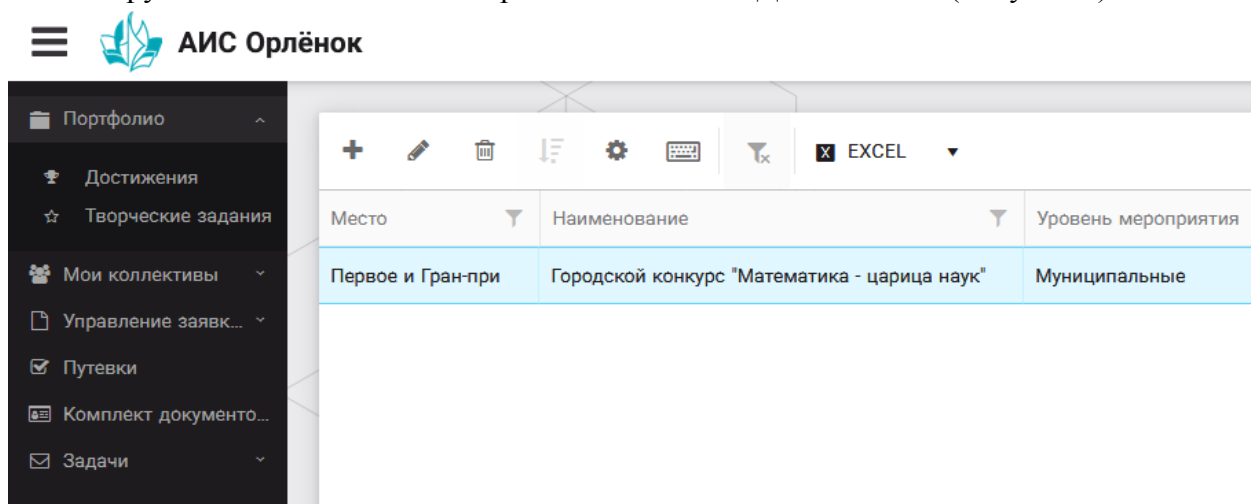 АИС Орлёнок
Портфолио
Достижения
Творческие задания
Мои коллективы
Управление заявк...
Путевки
Комплект документо...
Задачи
X EXCEL
Место Наименование Уровень мероприятия
Первое и Гран-при Городской конкурс "Математика - царица наук" Муниципальные